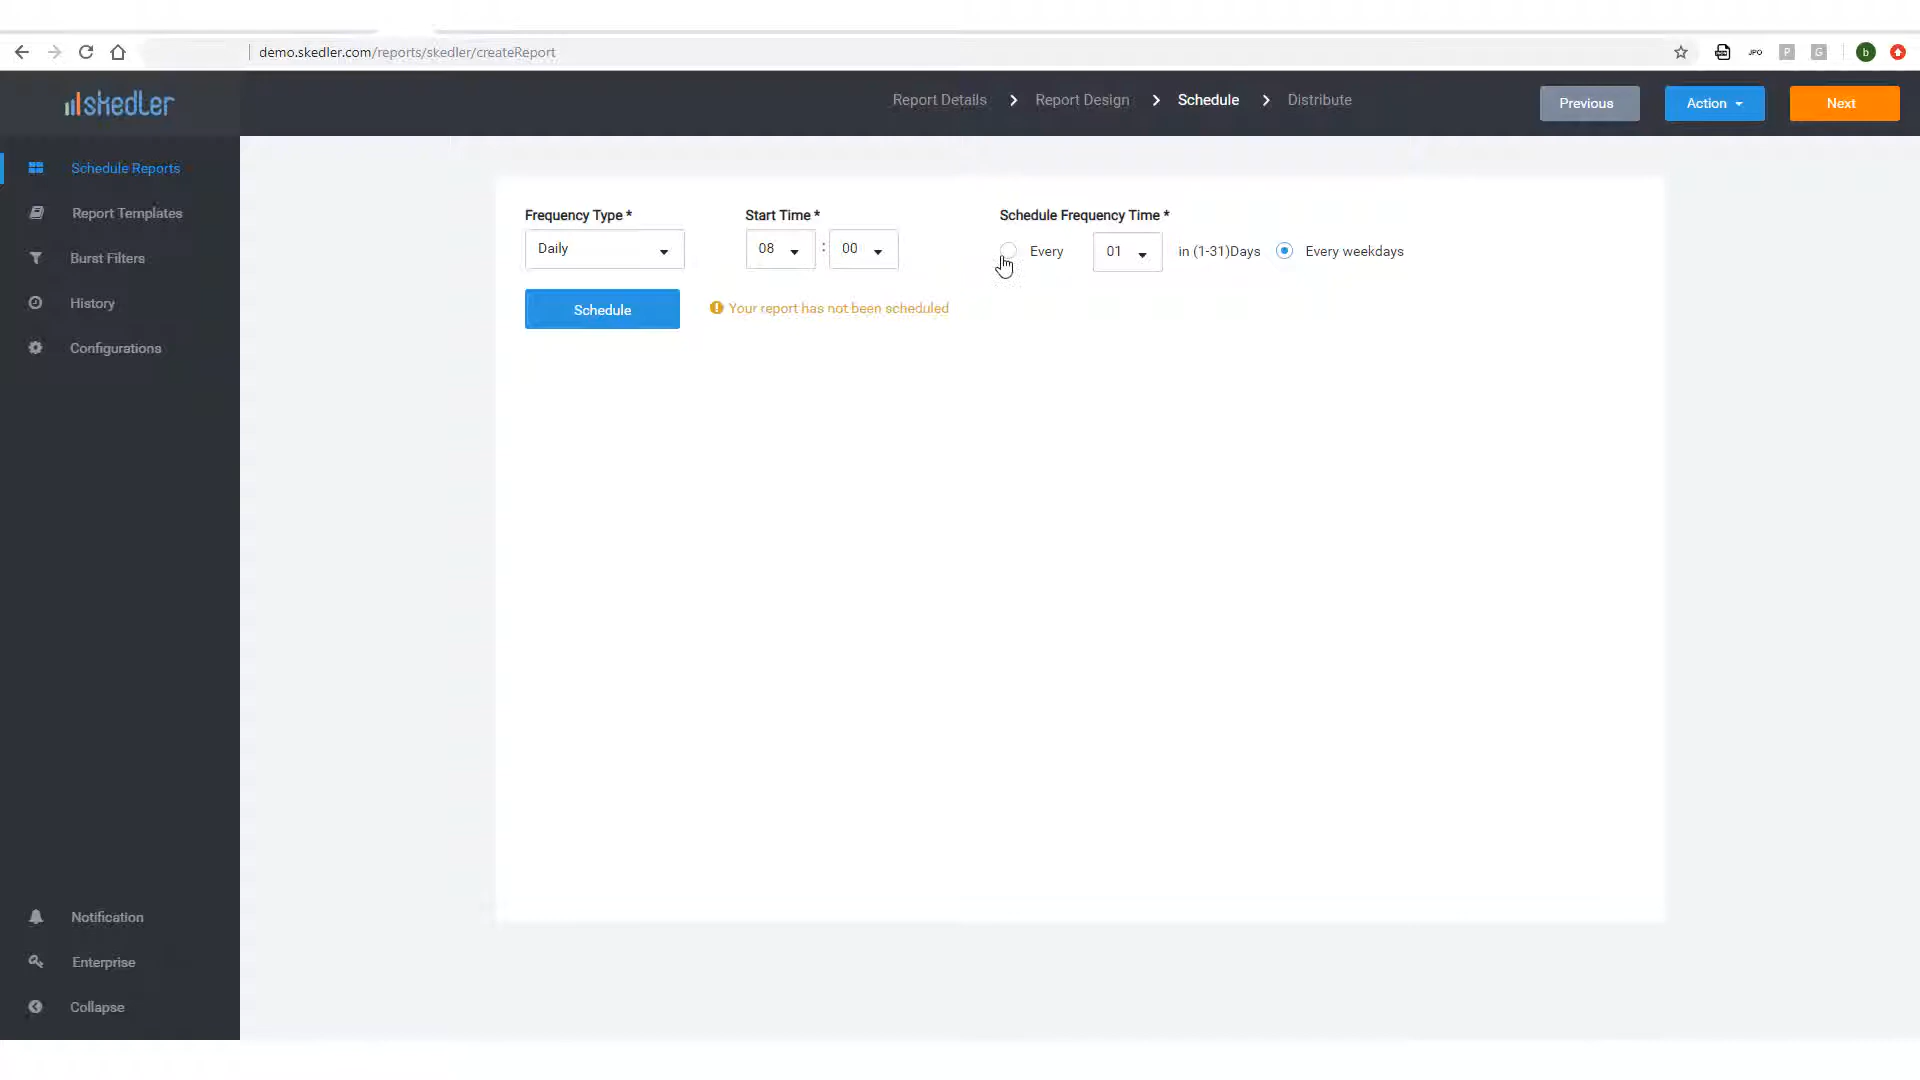 demo.skedler.com/reports/skedler/createReport
JPO
P
G
b
skedler
Report Details
Report Design
Schedule
Distribute
Previous
Action
Next
Schedule Reports
Report Templates
Burst Filters
History
Configurations
Notification
Enterprise
Collapse
Frequency Type *
Start Time *
Schedule Frequency Time *
Daily
08 : 00
Every 01 in (1-31)Days Every weekdays
Schedule
Your report has not been scheduled